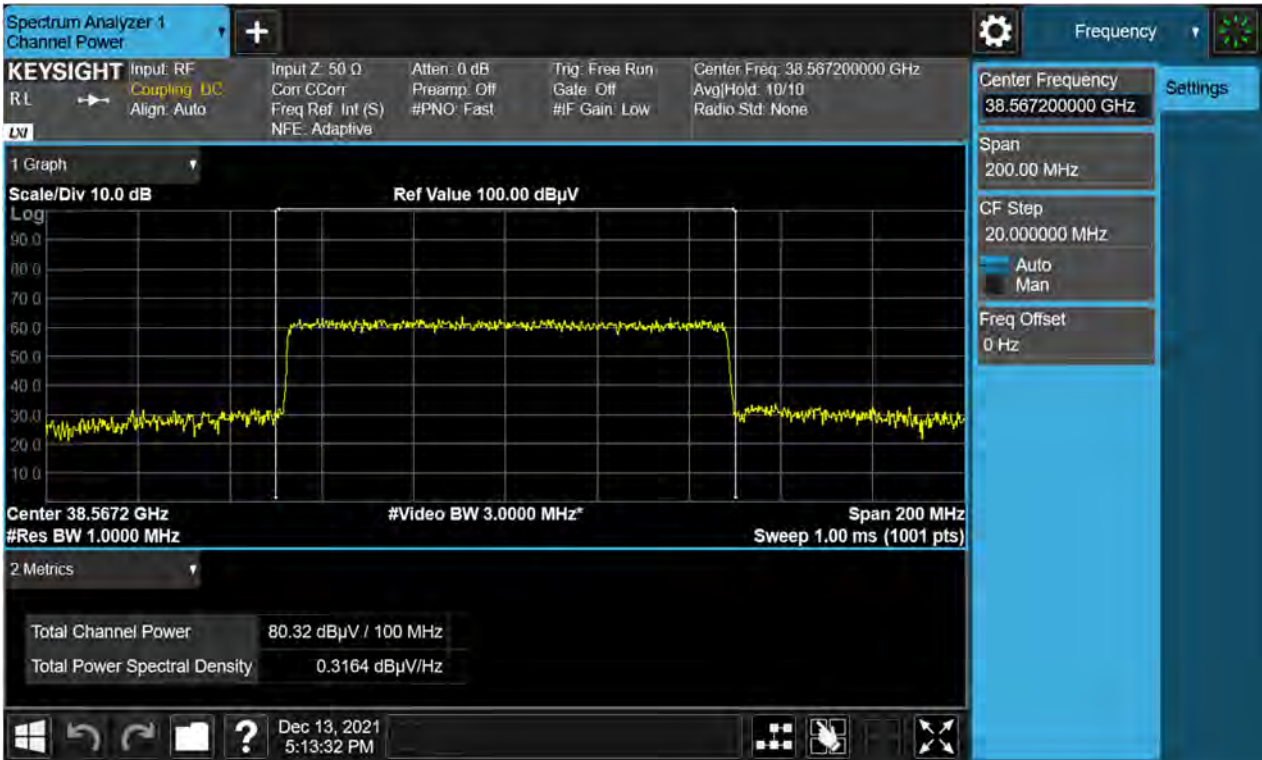 Spectrum Analyzer 1
Channel Power
+
Frequency
KEYSIGHT
RL
LXI
Input: RF
Coupling: DC
Align: Auto
Input Z: 50 Ω
Corr CCorr
Freq Ref: Int (S)
NFE: Adaptive
Atten: 0 dB
Preamp: Off
#PNO: Fast
Trig: Free Run
Gate: Off
#IF Gain: Low
Center Freq: 38.567200000 GHz
Avg|Hold: 10/10
Radio Std: None
Center Frequency
38.567200000 GHz
Settings
Span
200.00 MHz
CF Step
20.000000 MHz
Auto
Man
Freq Offset
0 Hz
1 Graph
Scale/Div 10.0 dB
Ref Value 100.00 dBµV
Log
90.0
80.0
70.0
60.0
50.0
40.0
30.0
20.0
10.0
Center 38.5672 GHz
#Video BW 3.0000 MHz*
Span 200 MHz
#Res BW 1.0000 MHz
Sweep 1.00 ms (1001 pts)
2 Metrics
Total Channel Power 80.32 dBµV / 100 MHz
Total Power Spectral Density 0.3164 dBµV/Hz
?
Dec 13, 2021
5:13:32 PM